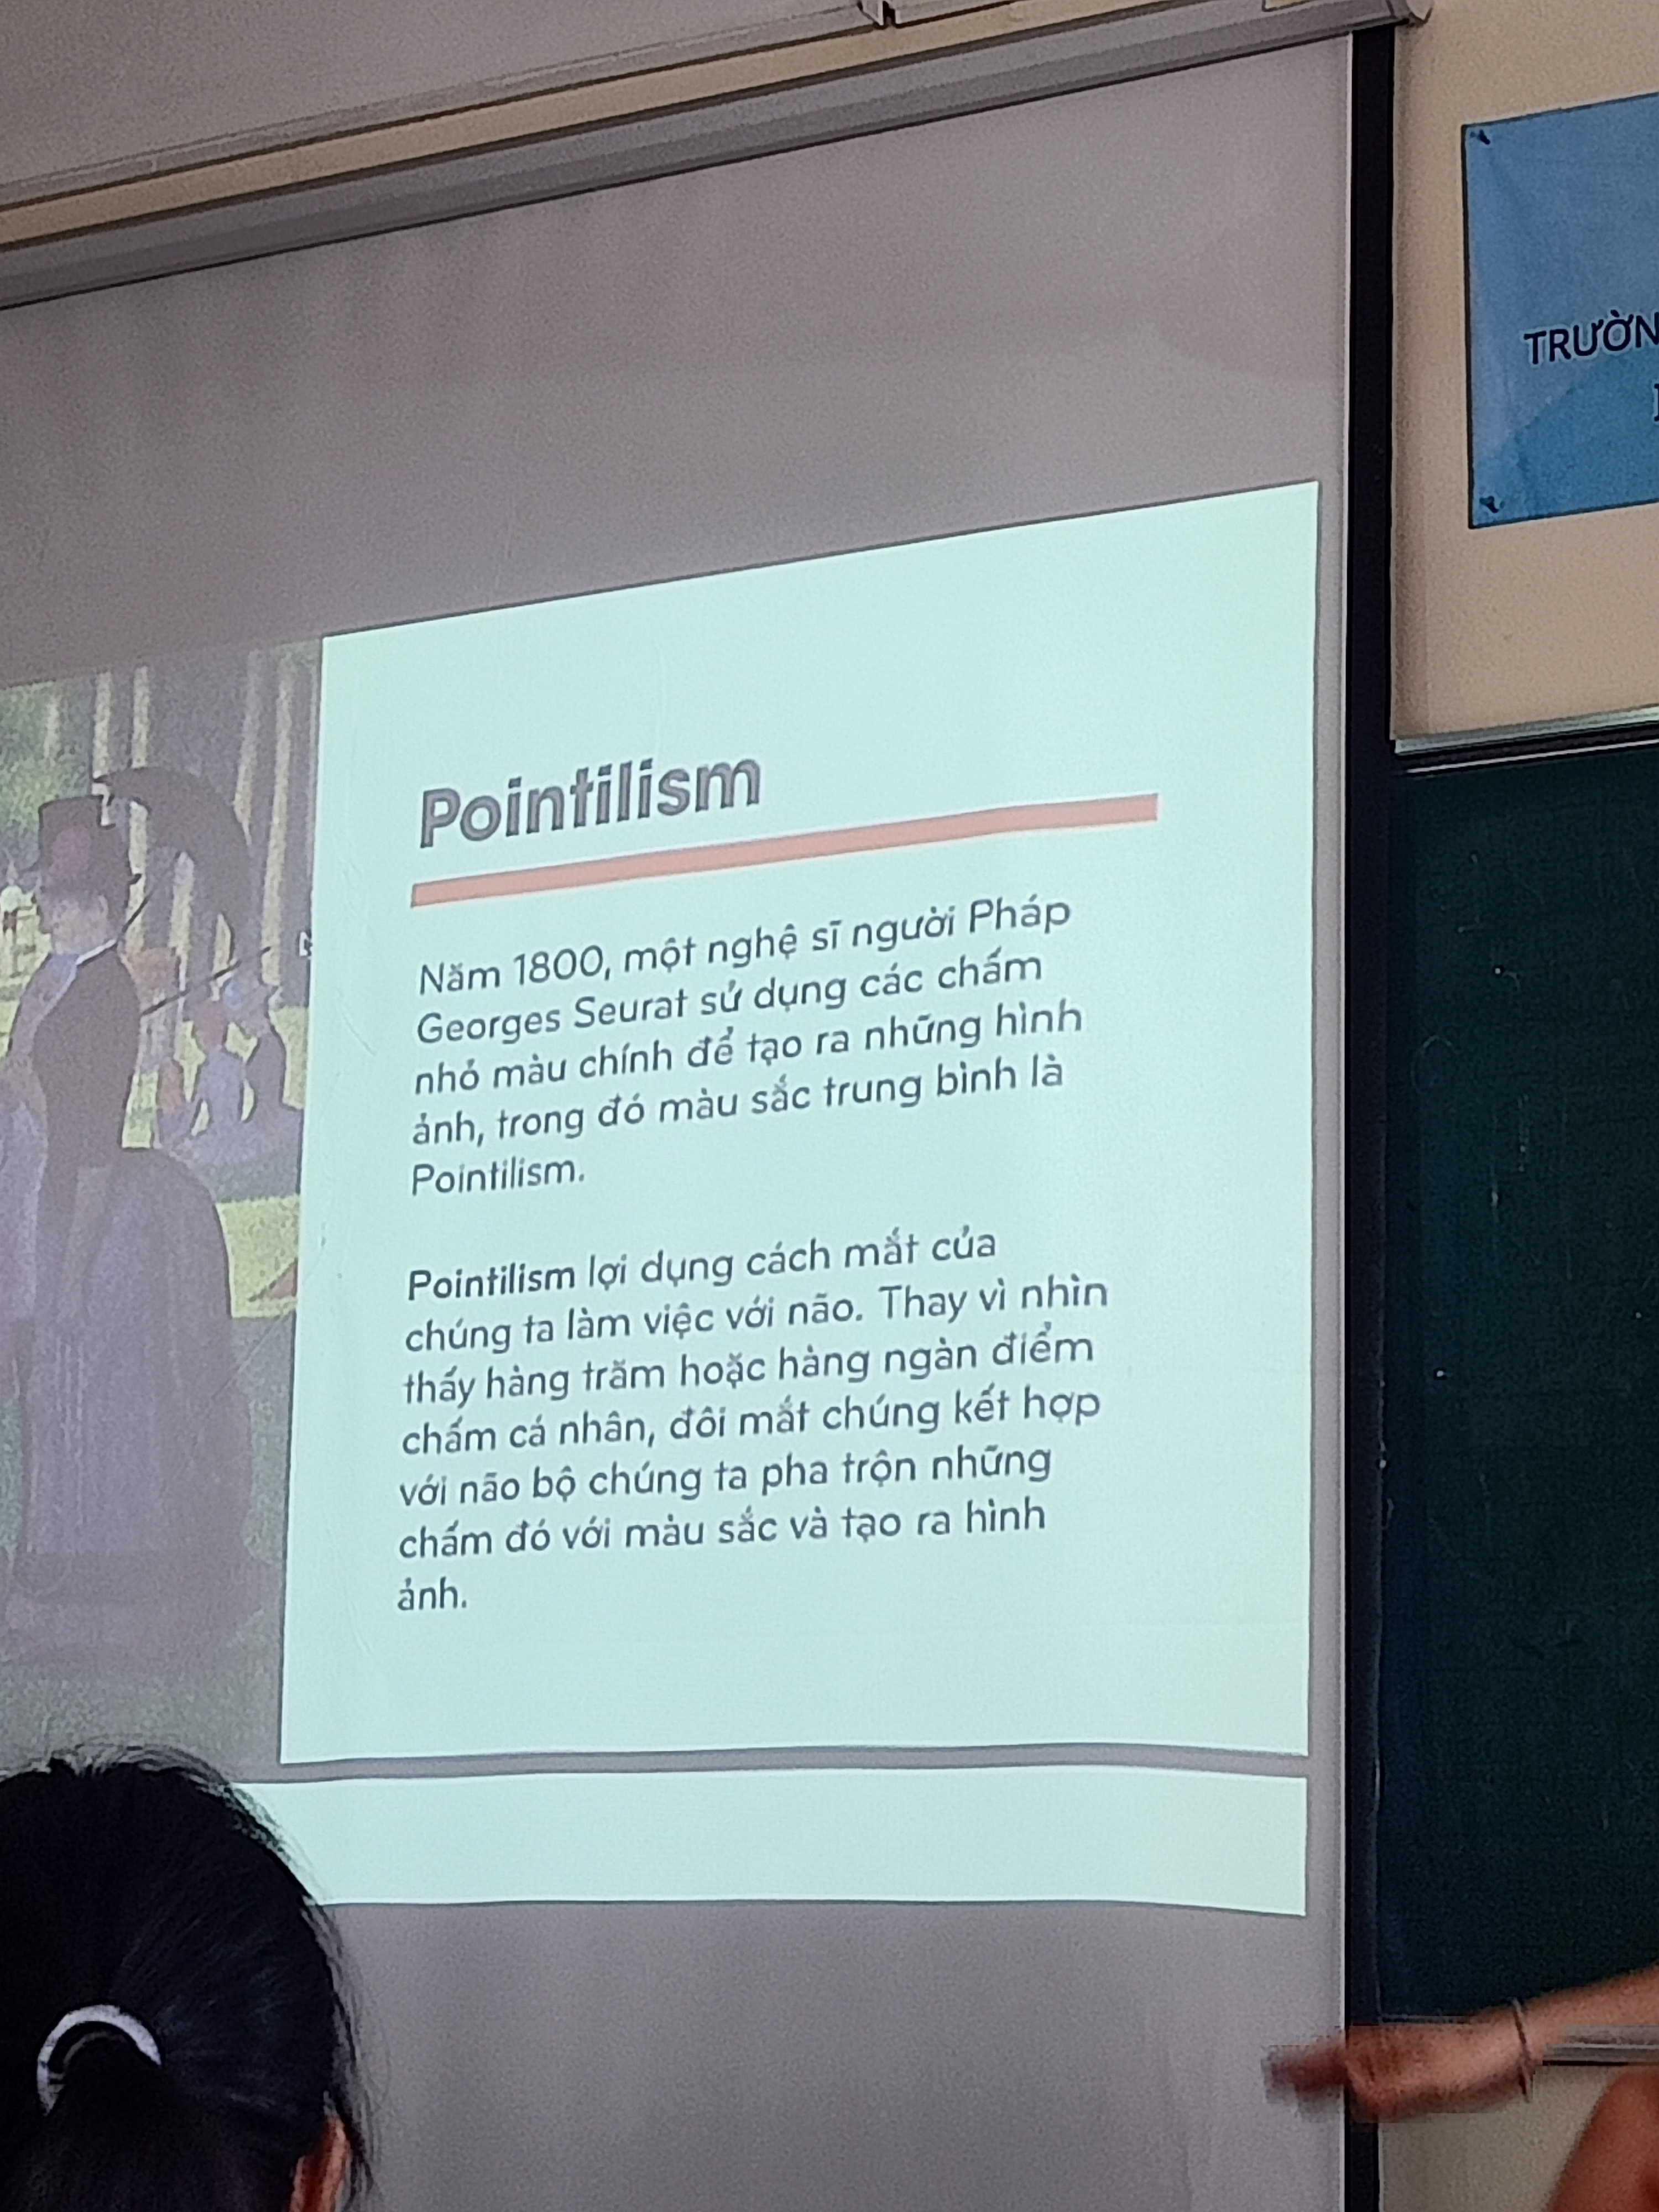 TRƯỜN
Pointilism
Năm 1800, một nghệ sĩ người Pháp
Georges Seurat sử dụng các chấm
nhỏ màu chính để tạo ra những hình
ảnh, trong đó màu sắc trung bình là
Pointilism.
Pointilism lợi dụng cách mắt của
chúng ta làm việc với não. Thay vì nhìn
thấy hàng trăm hoặc hàng ngàn điểm
chấm cá nhân, đôi mắt chúng kết hợp
với não bộ chúng ta pha trộn những
chấm đó với màu sắc và tạo ra hình
ảnh.